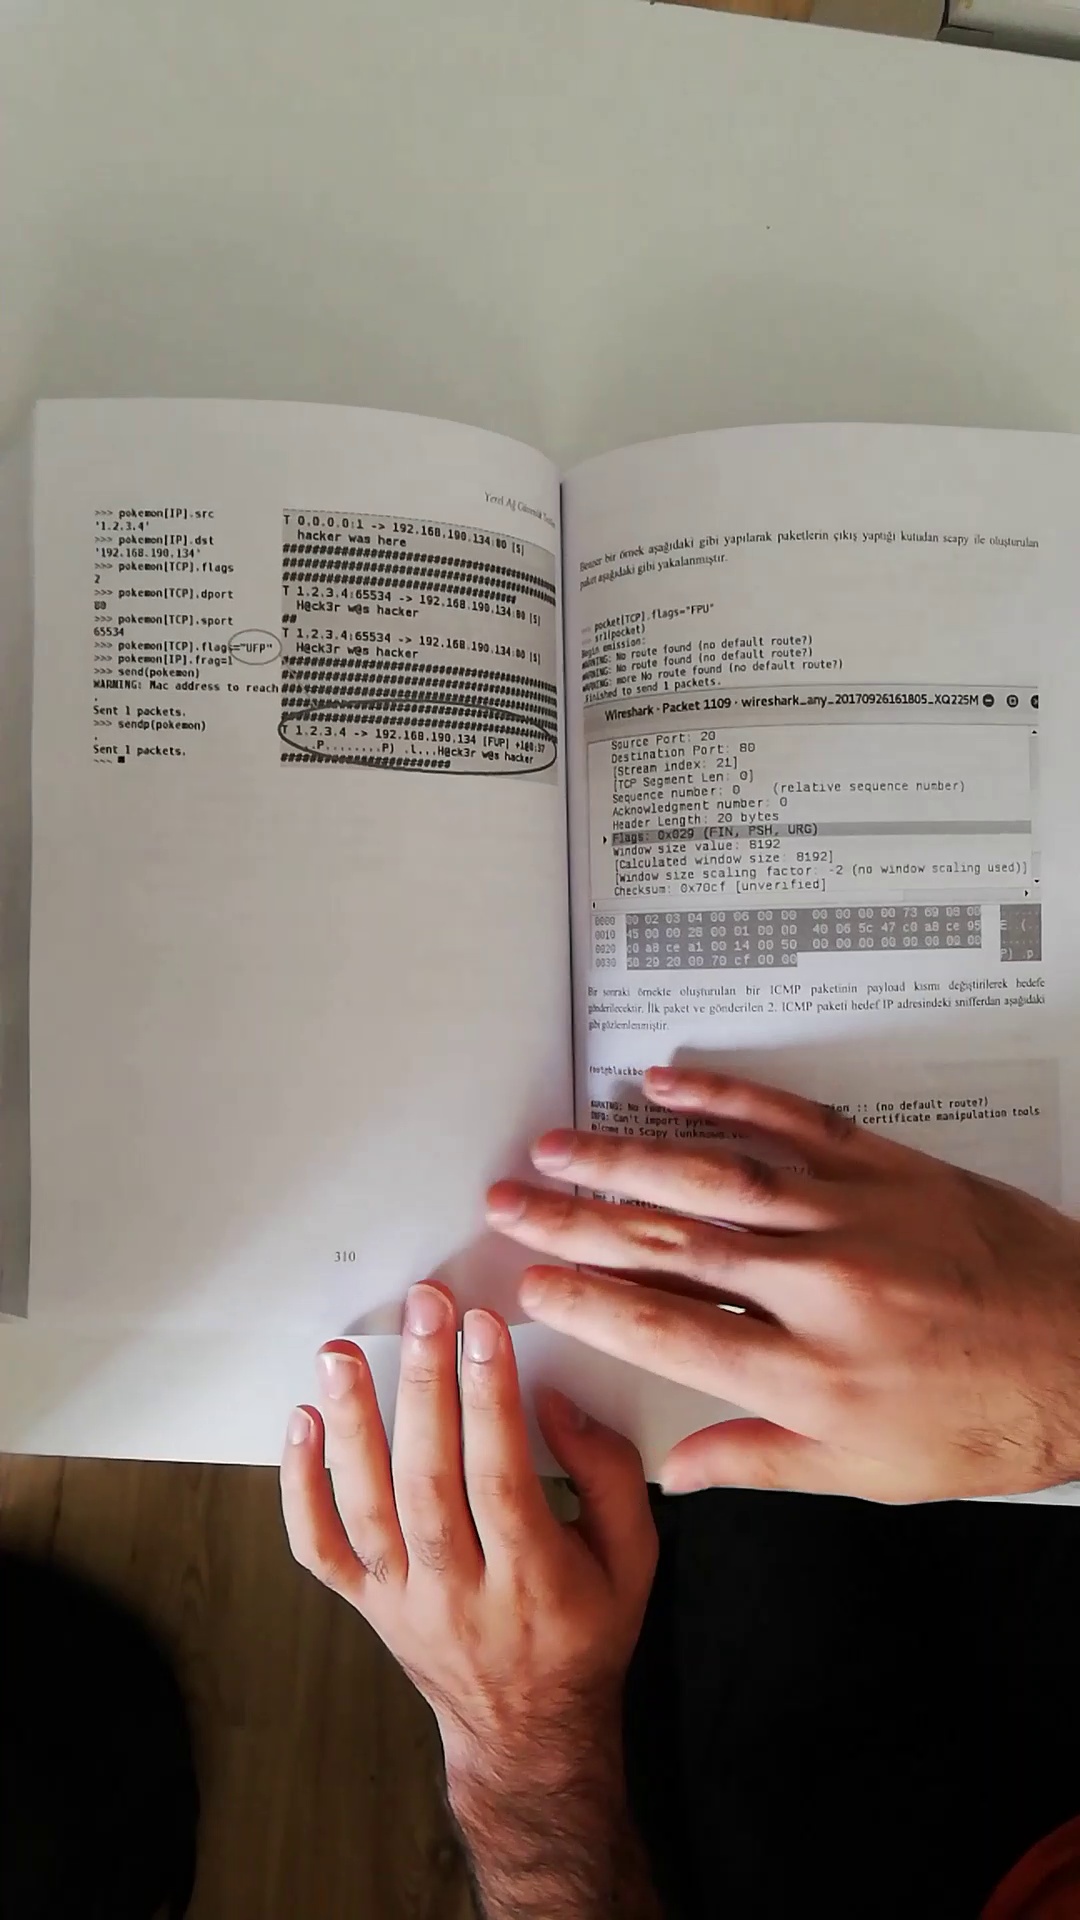 Yerel Ağ Güvenlik Testleri
>>> pokemon[IP].src
'1.2.3.4'
>>> pokemon[IP].dst
'192.168.190.134'
>>> pokemon[TCP].flags
2
>>> pokemon[TCP].dport
80
>>> pokemon[TCP].sport
65534
>>> pokemon[TCP].flags="UFP"
>>> pokemon[IP].frag=1
>>> send(pokemon)
WARNING: Mac address to reach
.
Sent 1 packets.
>>> sendp(pokemon)
.
Sent 1 packets.
T 0.0.0.0:1 -> 192.168.190.134:80 [S]
hacker was here
T 1.2.3.4:65534 -> 192.168.190.134:80 [S]
H@ck3r w@s hacker
##
T 1.2.3.4:65534 -> 192.168.190.134:80 [S]
H@ck3r w@s hacker
T 1.2.3.4 -> 192.168.190.134 [FUP]
..P........P) .l...H@ck3r w@s hacker
310
Benzer bir örnek aşağıdaki gibi yapılarak paketlerin çıkış yaptığı kutudan scapy ile oluşturulan
paket aşağıdaki gibi yakalanmıştır.
pocket[TCP].flags="FPU"
sr1(pocket)
Begin emission:
WARNING: No route found (no default route?)
WARNING: No route found (no default route?)
WARNING: more No route found (no default route?)
Finished to send 1 packets.
Wireshark · Packet 1109 · wireshark_any_20170926161805_XQ225M
Source Port: 20
Destination Port: 80
[Stream index: 21]
[TCP Segment Len: 0]
Sequence number: 0 (relative sequence number)
Acknowledgment number: 0
Header Length: 20 bytes
Flags: 0x029 (FIN, PSH, URG)
Window size value: 8192
[Calculated window size: 8192]
[Window size scaling factor: -2 (no window scaling used)]
Checksum: 0x70cf [unverified]
0000 00 02 03 04 00 06 00 00 00 00 00 00 73 69 08 00
0010 45 00 00 28 00 01 00 00 40 06 5c 47 c0 a8 ce 95 E..(....
0020 c0 a8 ce a1 00 14 00 50 00 00 00 00 00 00 00 00
0030 50 29 20 00 70 cf 00 00 P) .p
Bir sonraki örnekte oluşturulan bir ICMP paketinin payload kısmı değiştirilerek hedefe
gönderilecektir. İlk paket ve gönderilen 2. ICMP paketi hedef IP adresindeki snifferdan aşağıdaki
gibi gözlemlenmiştir.
root@blackbo
WARNING: No route :: (no default route?)
INFO: Can't import certificate manipulation tools
Welcome to Scapy (unknown.
Sent 1 packets